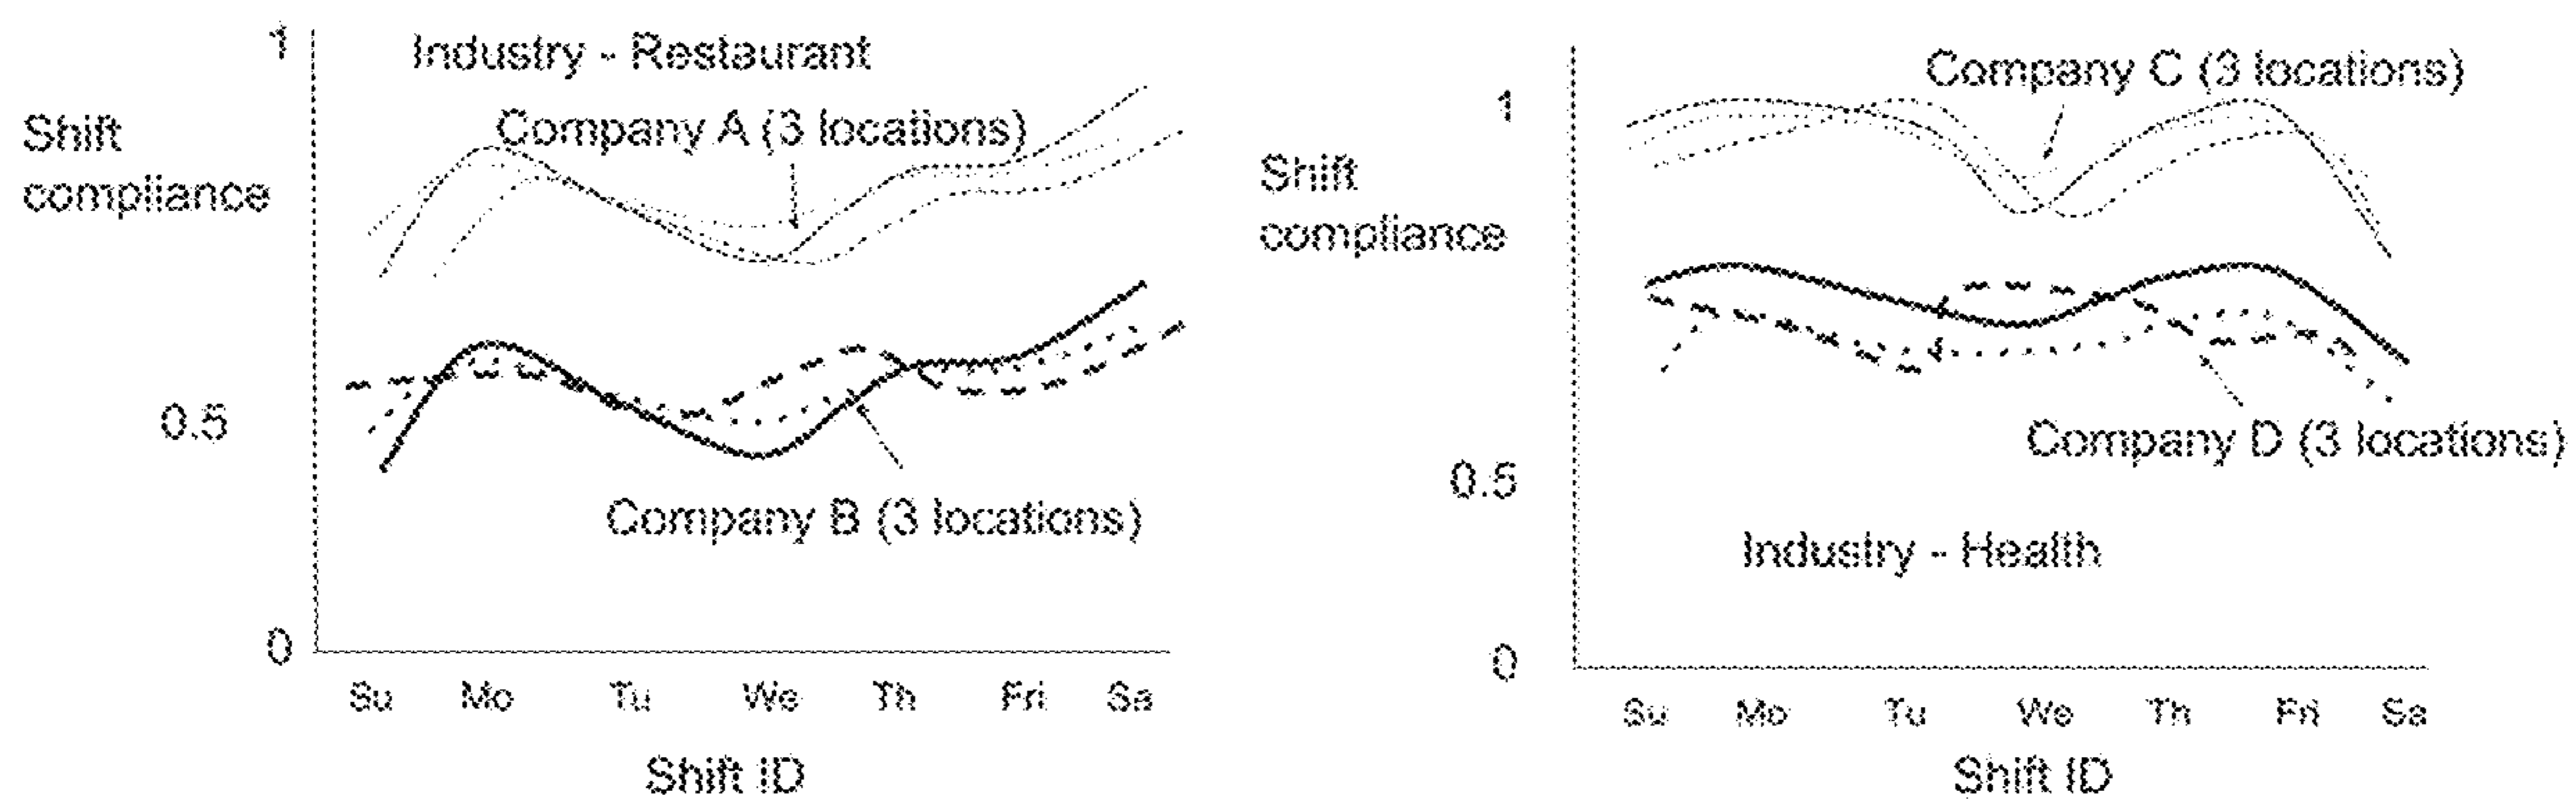 1
Industry - Restaurant
Company A (3 locations)
Shift
compliance
0.5
Company B (3 locations)
0
Su Mo Tu We Th Fri Sa
Shift ID
Company C (3 locations)
1
Shift
compliance
Company D (3 locations)
0.5
Industry - Health
0
Su Mo Tu We Th Fri Sa
Shift ID